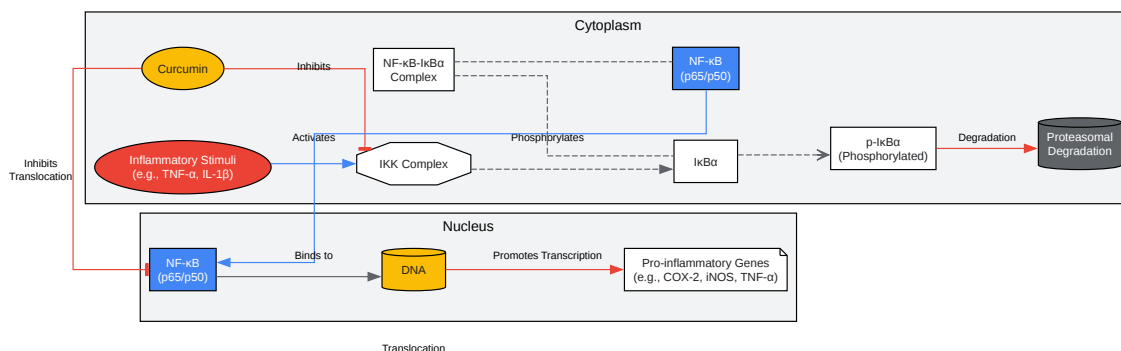 Cytoplasm
Curcumin
Inhibits
NF-κB-IκBα
Complex
NF-κB
(p65/p50)
Activates
Phosphorylates
Inflammatory Stimuli
(e.g., TNF-α, IL-1β)
IKK Complex
IκBα
p-IκBα
(Phosphorylated)
Degradation
Proteasomal
Degradation
Inhibits
Translocation
Nucleus
NF-κB
(p65/p50)
Binds to
DNA
Promotes Transcription
Pro-inflammatory Genes
(e.g., COX-2, iNOS, TNF-α)
Translocation